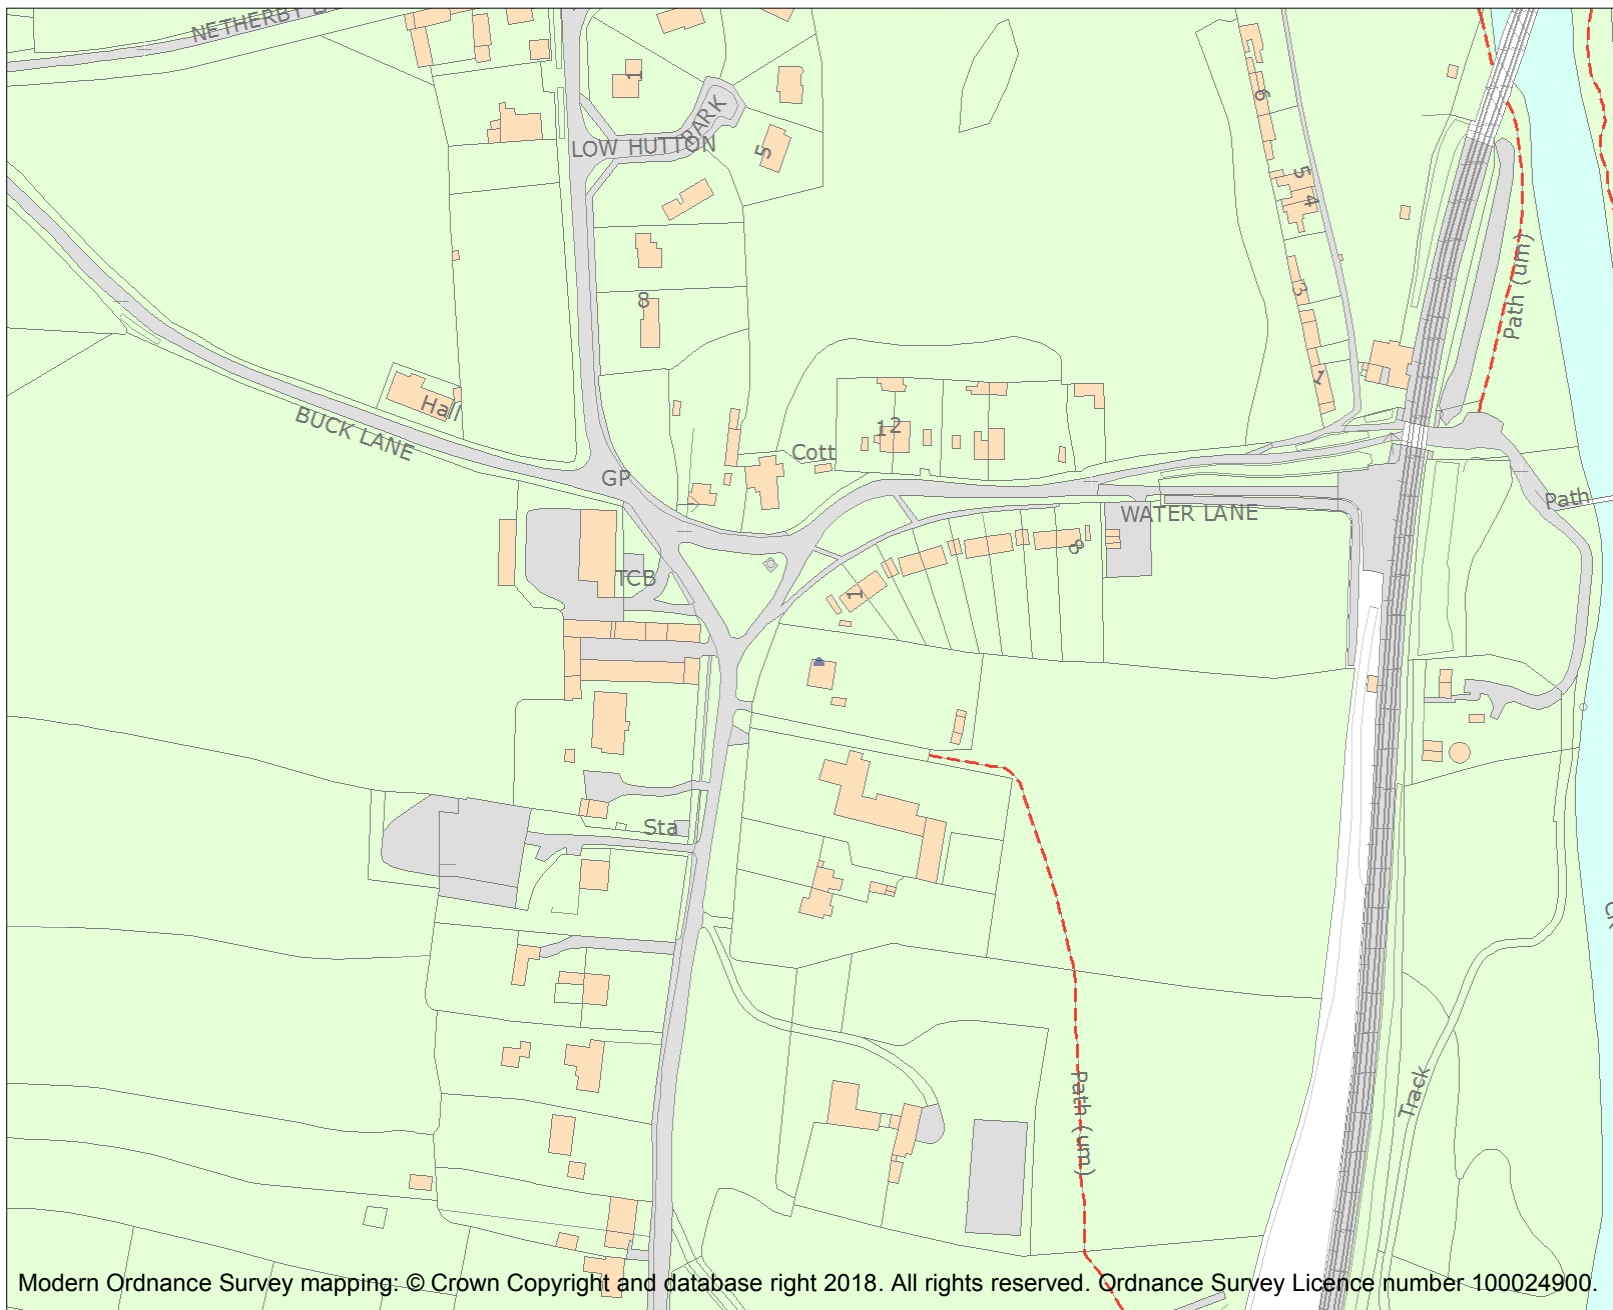 NETHERBY
1
PARK
LOW HUTTON
5
6
5
4
8
3
1
Path (um)
Hall
BUCK LANE
GP
Cott
12
Path
WATER LANE
8
TCB
1
Sta
Path (um)
Track
Modern Ordnance Survey mapping: © Crown Copyright and database right 2018. All rights reserved. Ordnance Survey Licence number 100024900.